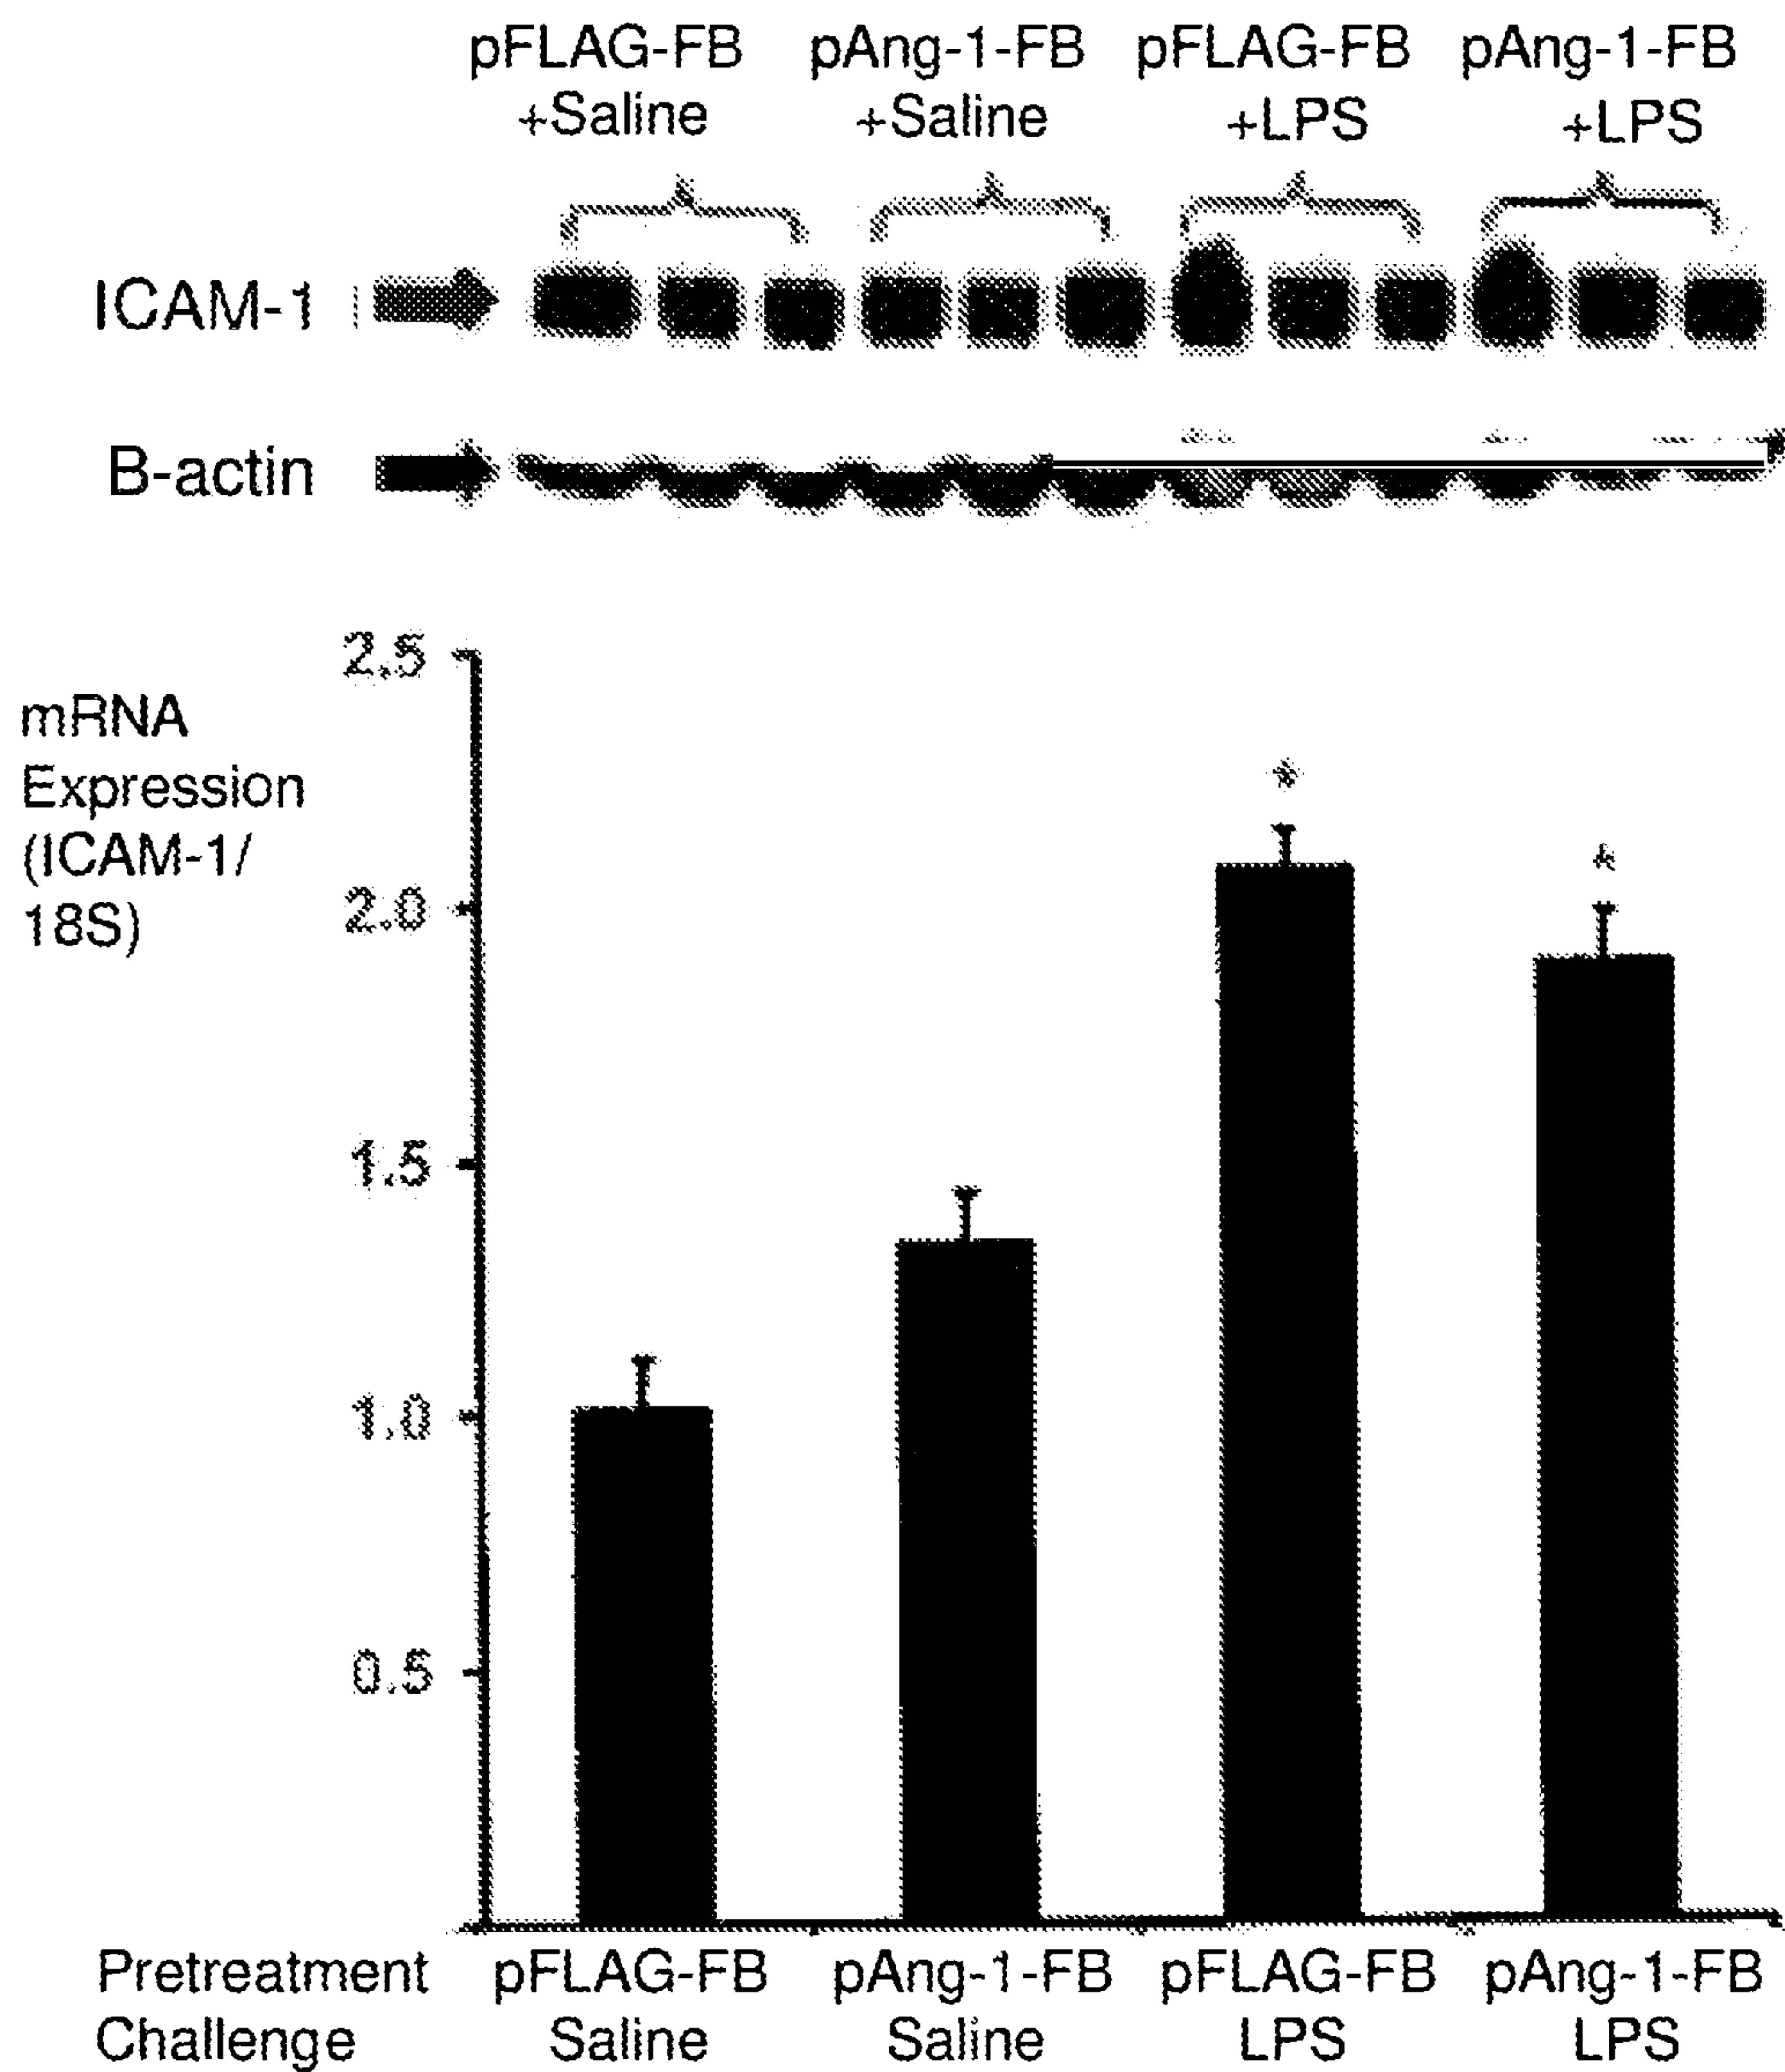 pFLAG-FB pAng-1-FB pFLAG-FB pAng-1-FB
+Saline +Saline +LPS +LPS
ICAM-1
B-actin
2.5
mRNA
Expression
(ICAM-1/
18S)
*
*
2.0
1.5
1.0
0.5
Pretreatment pFLAG-FB pAng-1-FB pFLAG-FB pAng-1-FB
Challenge Saline Saline LPS LPS